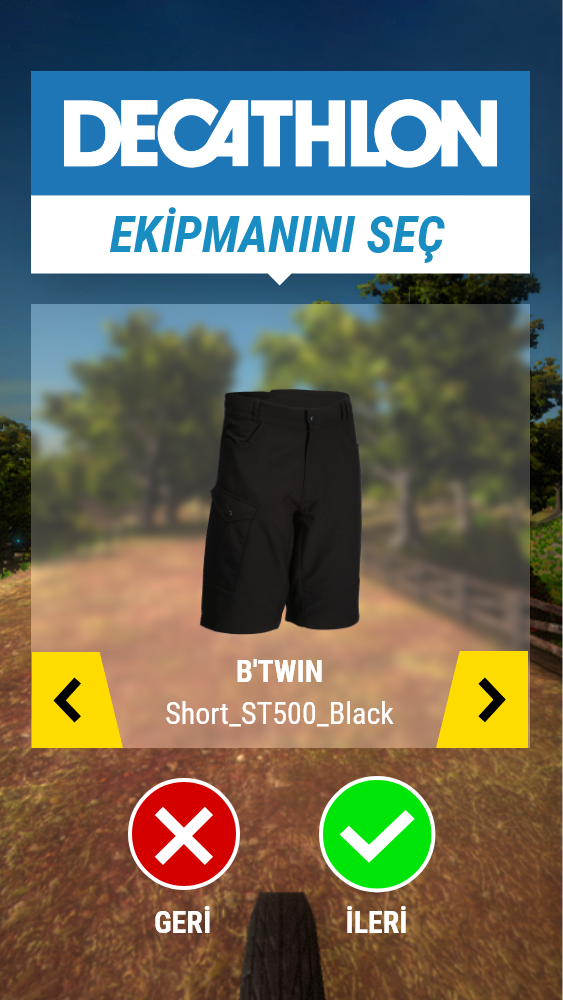 DECATHLON
EKİPMANINI SEÇ
B'TWIN
Short_ST500_Black
GERİ
İLERİ